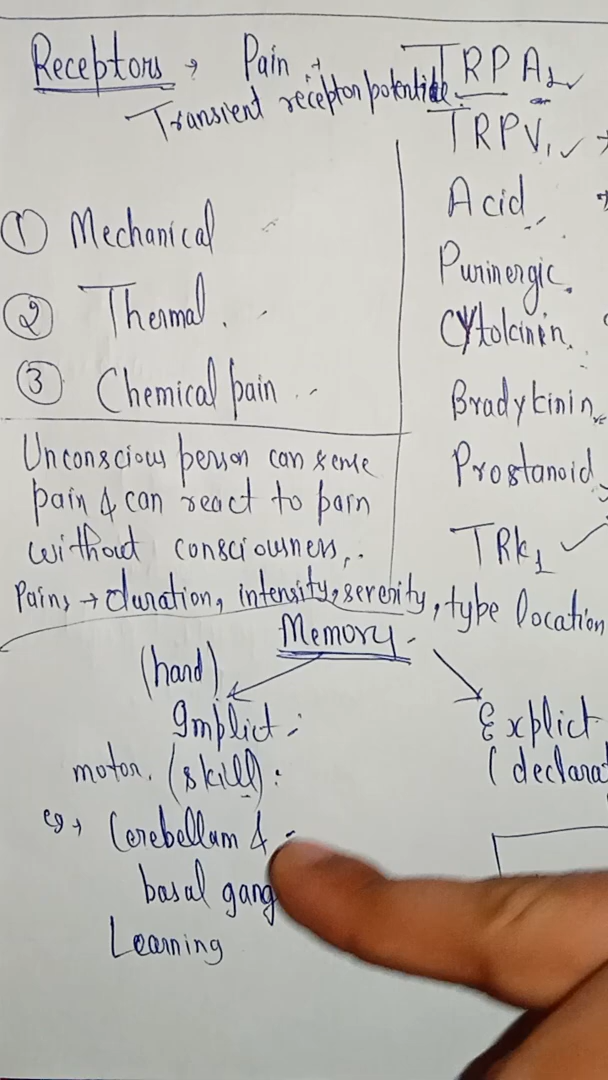 Receptors → Pain → TRPA1
Transient receptor potential.
TRPV1
① Mechanical
② Thermal.
③ Chemical pain
Acid
Purinergic.
Cytokinin.
Bradykinin
Prostanoid
TRK1
Unconscious person can sense
pain & can react to pain
without consciousness.
Pain, → duration, intensity, severity, type location
Memory
(hand)
Implict
motor. (skill).
eg → Cerebellum &
basal gang
Learning
Explict
(declarat